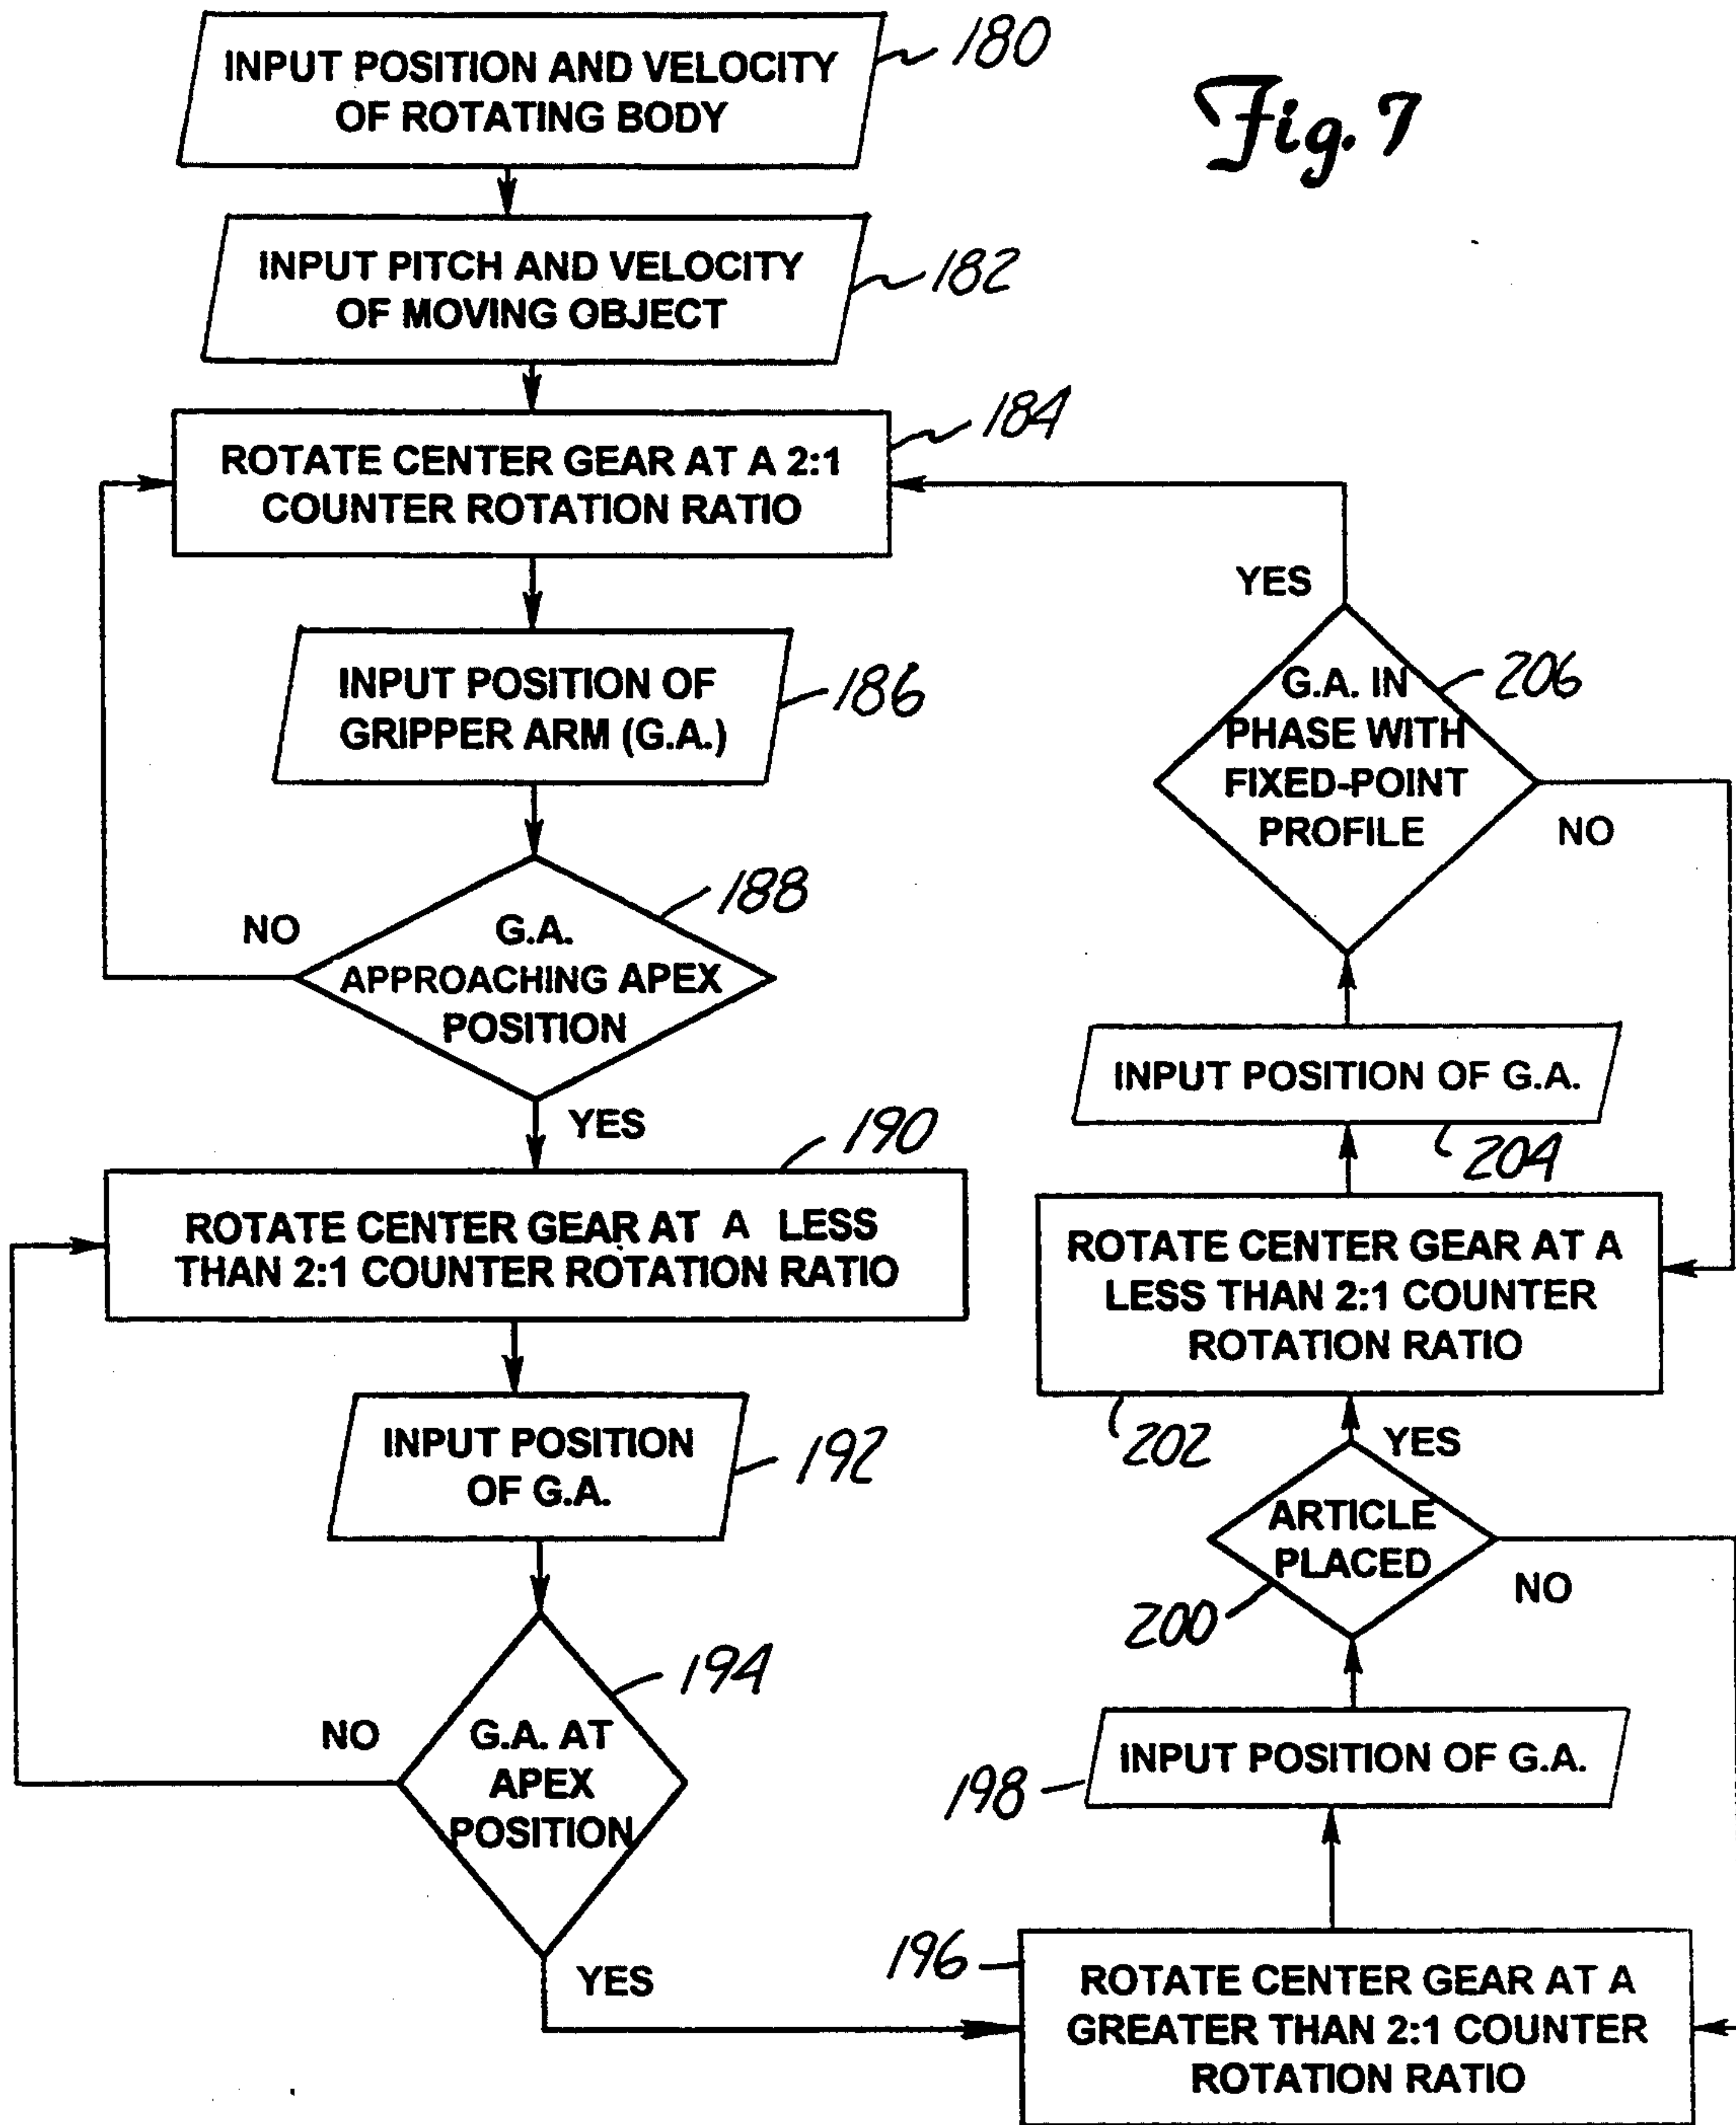 Fig. 7
INPUT POSITION AND VELOCITY
OF ROTATING BODY
180
INPUT PITCH AND VELOCITY
OF MOVING OBJECT
182
ROTATE CENTER GEAR AT A 2:1
COUNTER ROTATION RATIO
184
INPUT POSITION OF
GRIPPER ARM (G.A.)
186
G.A.
APPROACHING APEX
POSITION
188
NO
YES
190
ROTATE CENTER GEAR AT A LESS
THAN 2:1 COUNTER ROTATION RATIO
INPUT POSITION
OF G.A.
192
G.A. AT
APEX
POSITION
194
NO
YES
196
ROTATE CENTER GEAR AT A
GREATER THAN 2:1 COUNTER
ROTATION RATIO
INPUT POSITION OF G.A.
198
ARTICLE
PLACED
200
NO
YES
202
ROTATE CENTER GEAR AT A
LESS THAN 2:1 COUNTER
ROTATION RATIO
204
INPUT POSITION OF G.A.
G.A. IN
PHASE WITH
FIXED-POINT
PROFILE
206
NO
YES